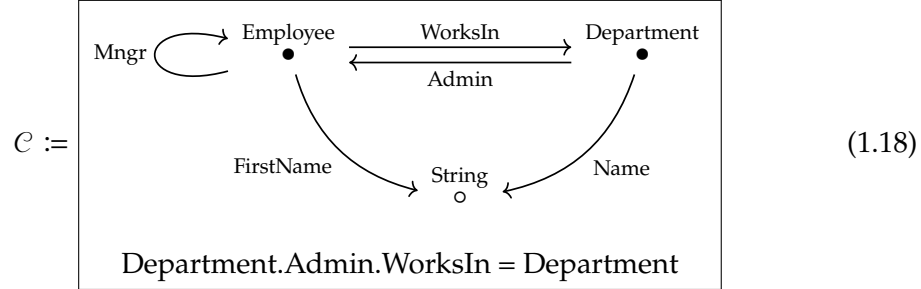 Employee WorksIn Department
Mngr
Admin
𝒞 ≔ (1.18)
FirstName String Name
Department.Admin.WorksIn = Department